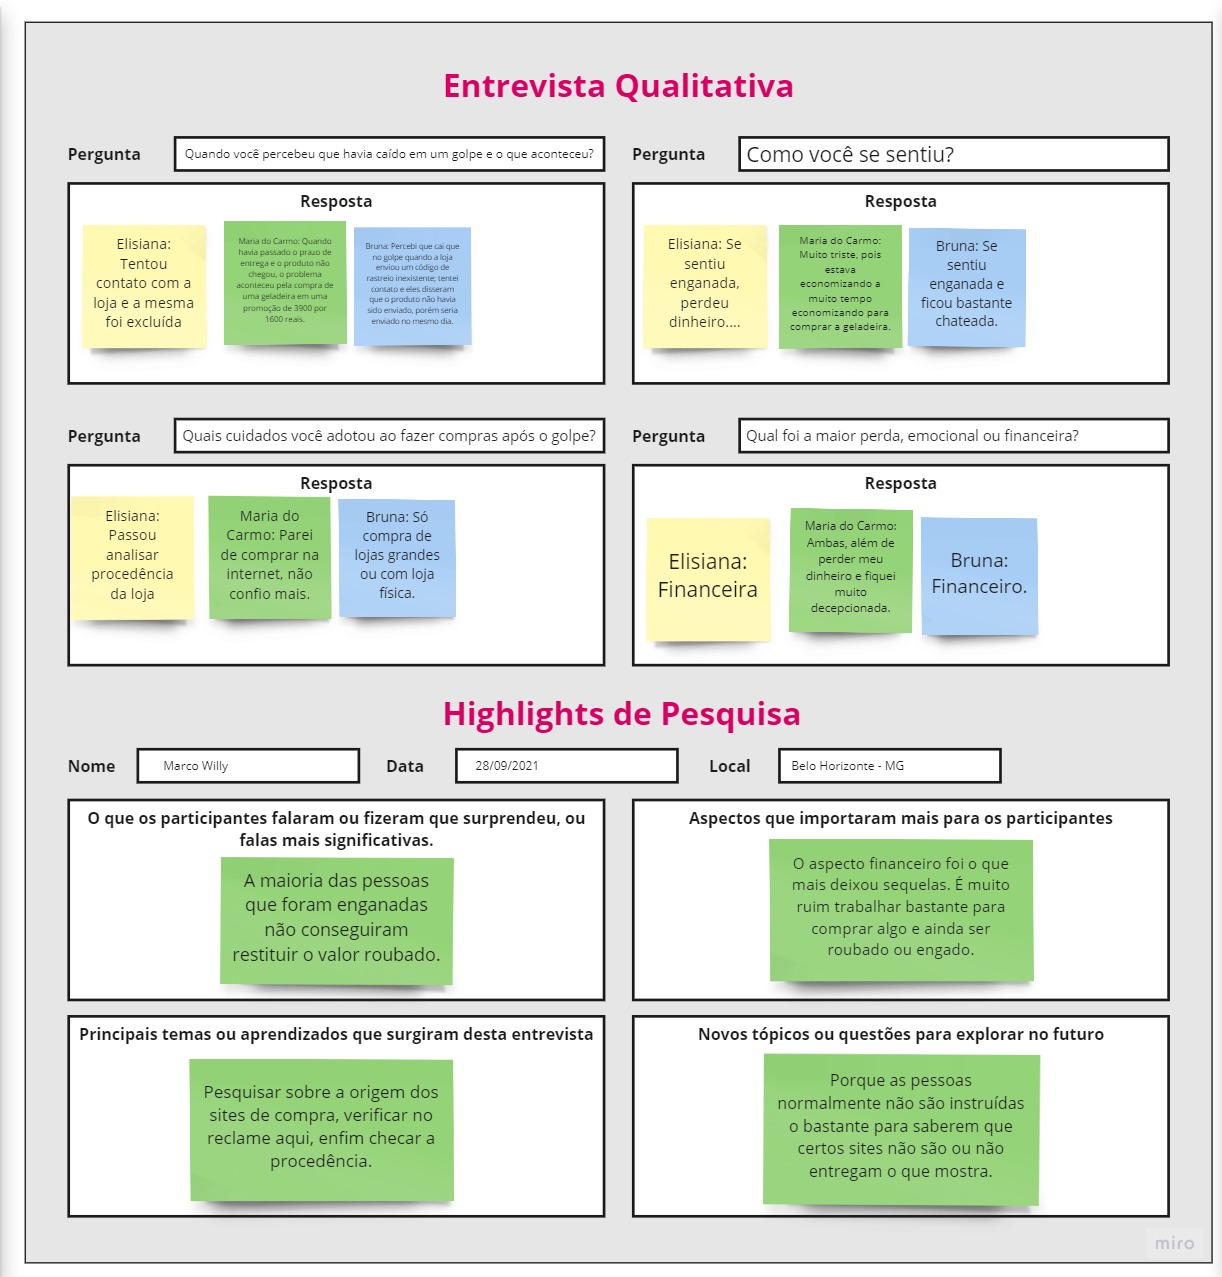 Entrevista Qualitativa
Pergunta
Quando você percebeu que havia caído em um golpe e o que aconteceu?
Resposta
Elisiana:
Tentou
contato com a
loja e a mesma
foi excluída
Maria do Carmo: Quando
havia passado o prazo de
entrega e o produto não
chegou, o problema
aconteceu pela compra de
uma geladeira em uma
promoção de 3900 por
1600 reais.
Bruna: Percebi que cai que
no golpe quando a loja
enviou um código de
rastreio inexistente; tentei
contato e eles disseram
que o produto não havia
sido enviado, porém seria
enviado no mesmo dia.
Pergunta
Como você se sentiu?
Resposta
Elisiana: Se
sentiu
enganada,
perdeu
dinheiro....
Maria do Carmo:
Muito triste, pois
estava
economizando a
muito tempo
economizando para
comprar a geladeira.
Bruna: Se
sentiu
enganada e
ficou bastante
chateada.
Pergunta
Quais cuidados você adotou ao fazer compras após o golpe?
Resposta
Elisiana:
Passou
analisar
procedência
da loja
Maria do
Carmo: Parei
de comprar na
internet, não
confio mais.
Bruna: Só
compra de
lojas grandes
ou com loja
física.
Pergunta
Qual foi a maior perda, emocional ou financeira?
Resposta
Elisiana:
Financeira
Maria do Carmo:
Ambas, além de
perder meu
dinheiro e fiquei
muito
decepcionada.
Bruna:
Financeiro.
Highlights de Pesquisa
Nome
Marco Willy
Data
28/09/2021
Local
Belo Horizonte - MG
O que os participantes falaram ou fizeram que surpreendeu, ou
falas mais significativas.
A maioria das pessoas
que foram enganadas
não conseguiram
restituir o valor roubado.
Aspectos que importaram mais para os participantes
O aspecto financeiro foi o que
mais deixou sequelas. É muito
ruim trabalhar bastante para
comprar algo e ainda ser
roubado ou engado.
Principais temas ou aprendizados que surgiram desta entrevista
Pesquisar sobre a origem dos
sites de compra, verificar no
reclame aqui, enfim checar a
procedência.
Novos tópicos ou questões para explorar no futuro
Porque as pessoas
normalmente não são instruídas
o bastante para saberem que
certos sites não são ou não
entregam o que mostra.
miro